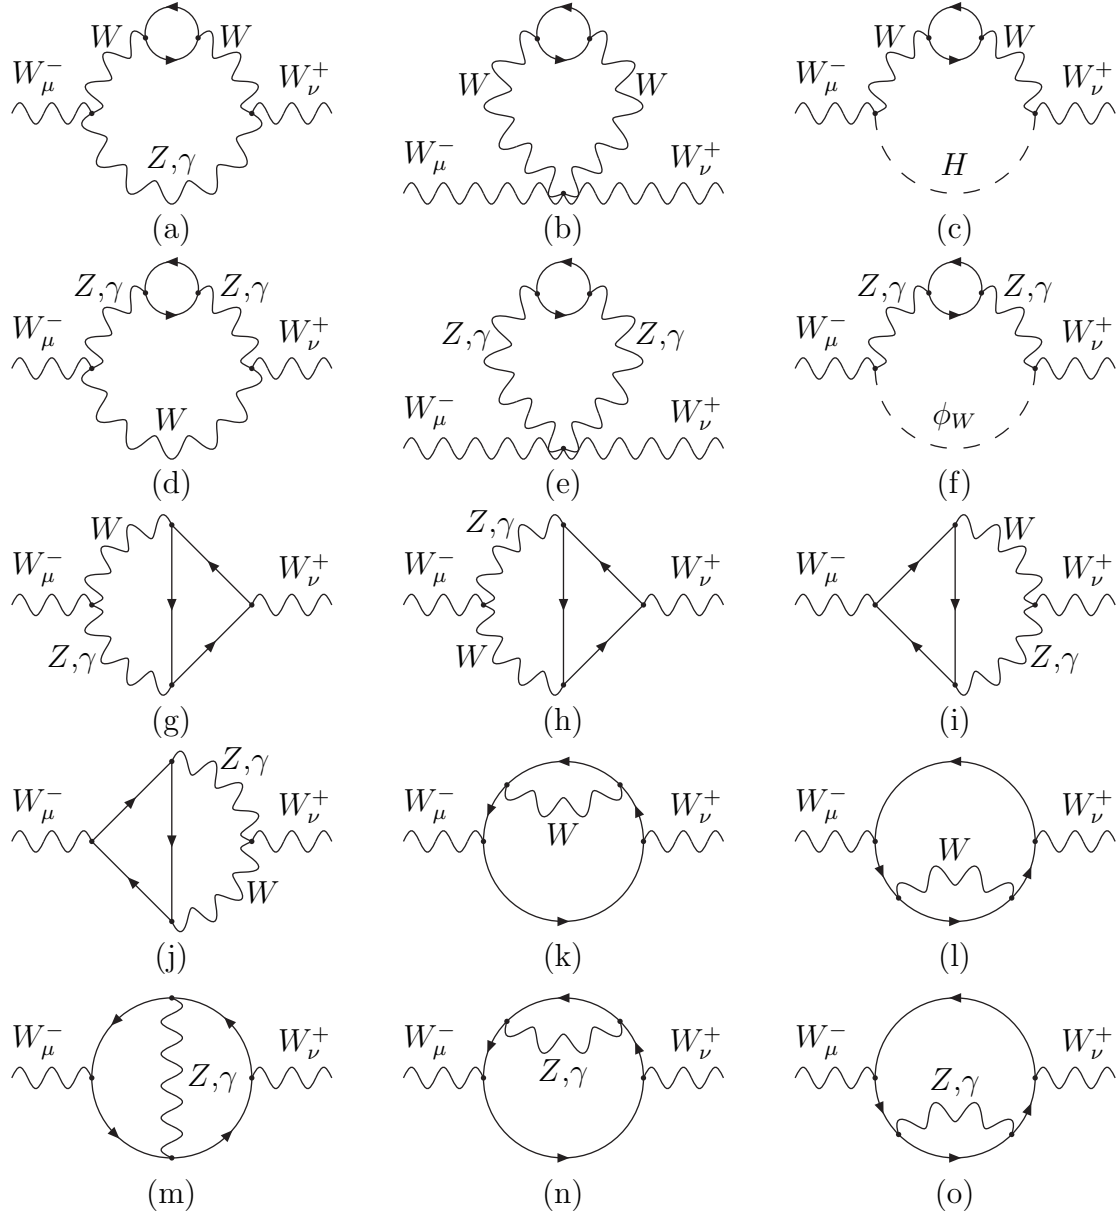 W W W W
W_μ^- W_ν^+ W W W_μ^- W_ν^+
Z,γ W_μ^- W_ν^+ H
(a) (b) (c)
Z,γ Z,γ Z,γ Z,γ
W_μ^- W_ν^+ Z,γ Z,γ W_μ^- W_ν^+
W W_μ^- W_ν^+ ϕ_W
(d) (e) (f)
W Z,γ W
W_μ^- W_ν^+ W_μ^- W_ν^+ W_μ^- W_ν^+
Z,γ W Z,γ
(g) (h) (i)
Z,γ
W_μ^- W_ν^+ W_μ^- W_ν^+ W_μ^- W_ν^+
W W W
(j) (k) (l)
W_μ^- W_ν^+ W_μ^- W_ν^+ W_μ^- W_ν^+
Z,γ Z,γ Z,γ
(m) (n) (o)